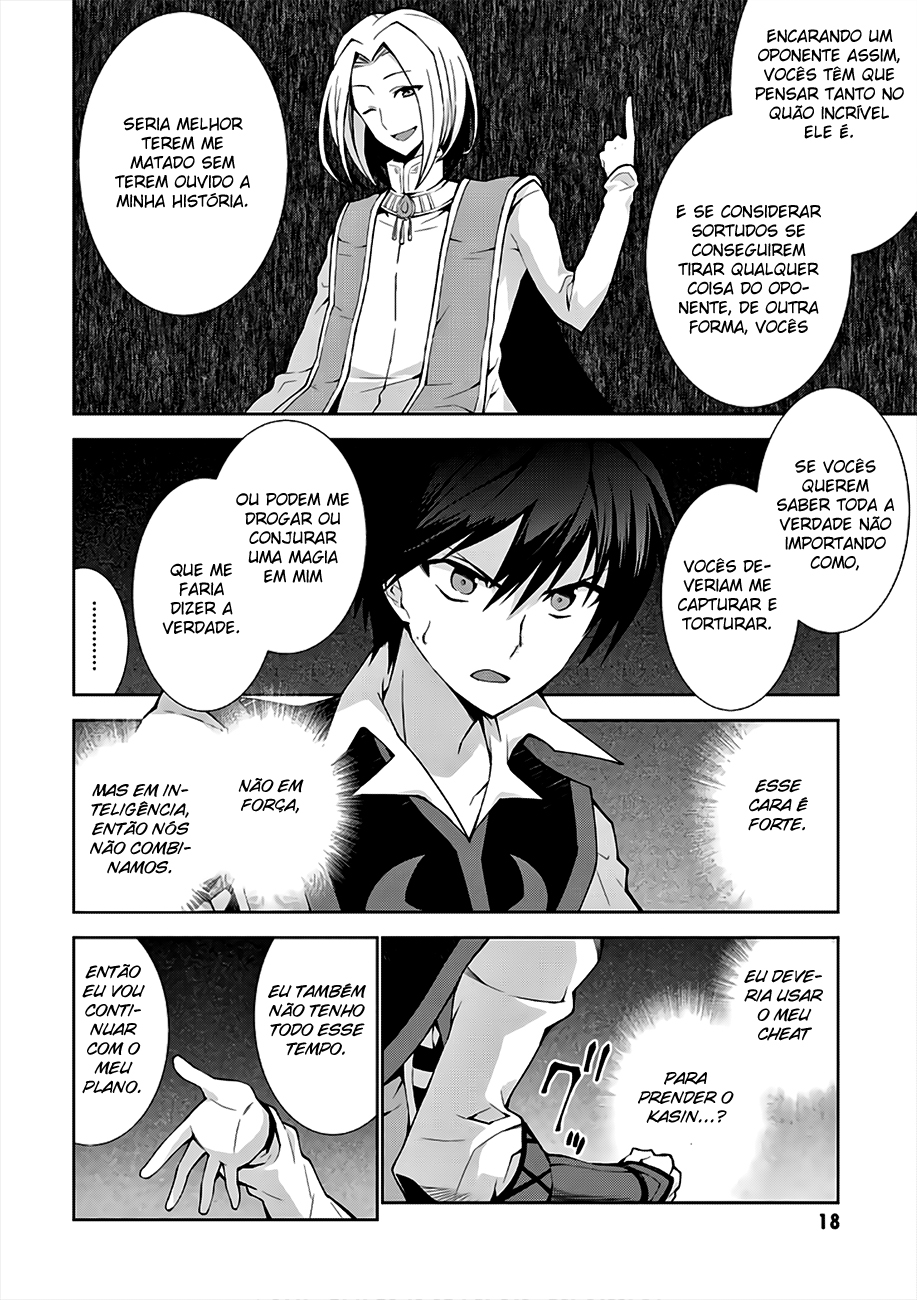 ENCARANDO UM
OPONENTE ASSIM,
VOCÊS TÊM QUE
PENSAR TANTO NO
QUÃO INCRÍVEL
ELE É.
E SE CONSIDERAR
SORTUDOS SE
CONSEGUIREM
TIRAR QUALQUER
COISA DO OPO-
NENTE, DE OUTRA
FORMA, VOCÊS
SERIA MELHOR
TEREM ME
MATADO SEM
TEREM OUVIDO A
MINHA HISTÓRIA.
SE VOCÊS
QUEREM
SABER TODA A
VERDADE NÃO
IMPORTANDO
COMO,
VOCÊS DE-
VERIAM ME
CAPTURAR E
TORTURAR.
OU PODEM ME
DROGAR OU
CONJURAR
UMA MAGIA
EM MIM
QUE ME
FARIA
DIZER A
VERDADE.
.........
ESSE
CARA É
FORTE.
NÃO EM
FORÇA,
MAS EM IN-
TELIGÊNCIA,
ENTÃO NÓS
NÃO COMBI-
NAMOS.
EU DEVE-
RIA USAR
O MEU
CHEAT
PARA
PRENDER O
KASIN...?
グッ
EU TAMBÉM
NÃO TENHO
TODO ESSE
TEMPO.
ENTÃO
EU VOU
CONTI-
NUAR
COM O
MEU
PLANO.
18